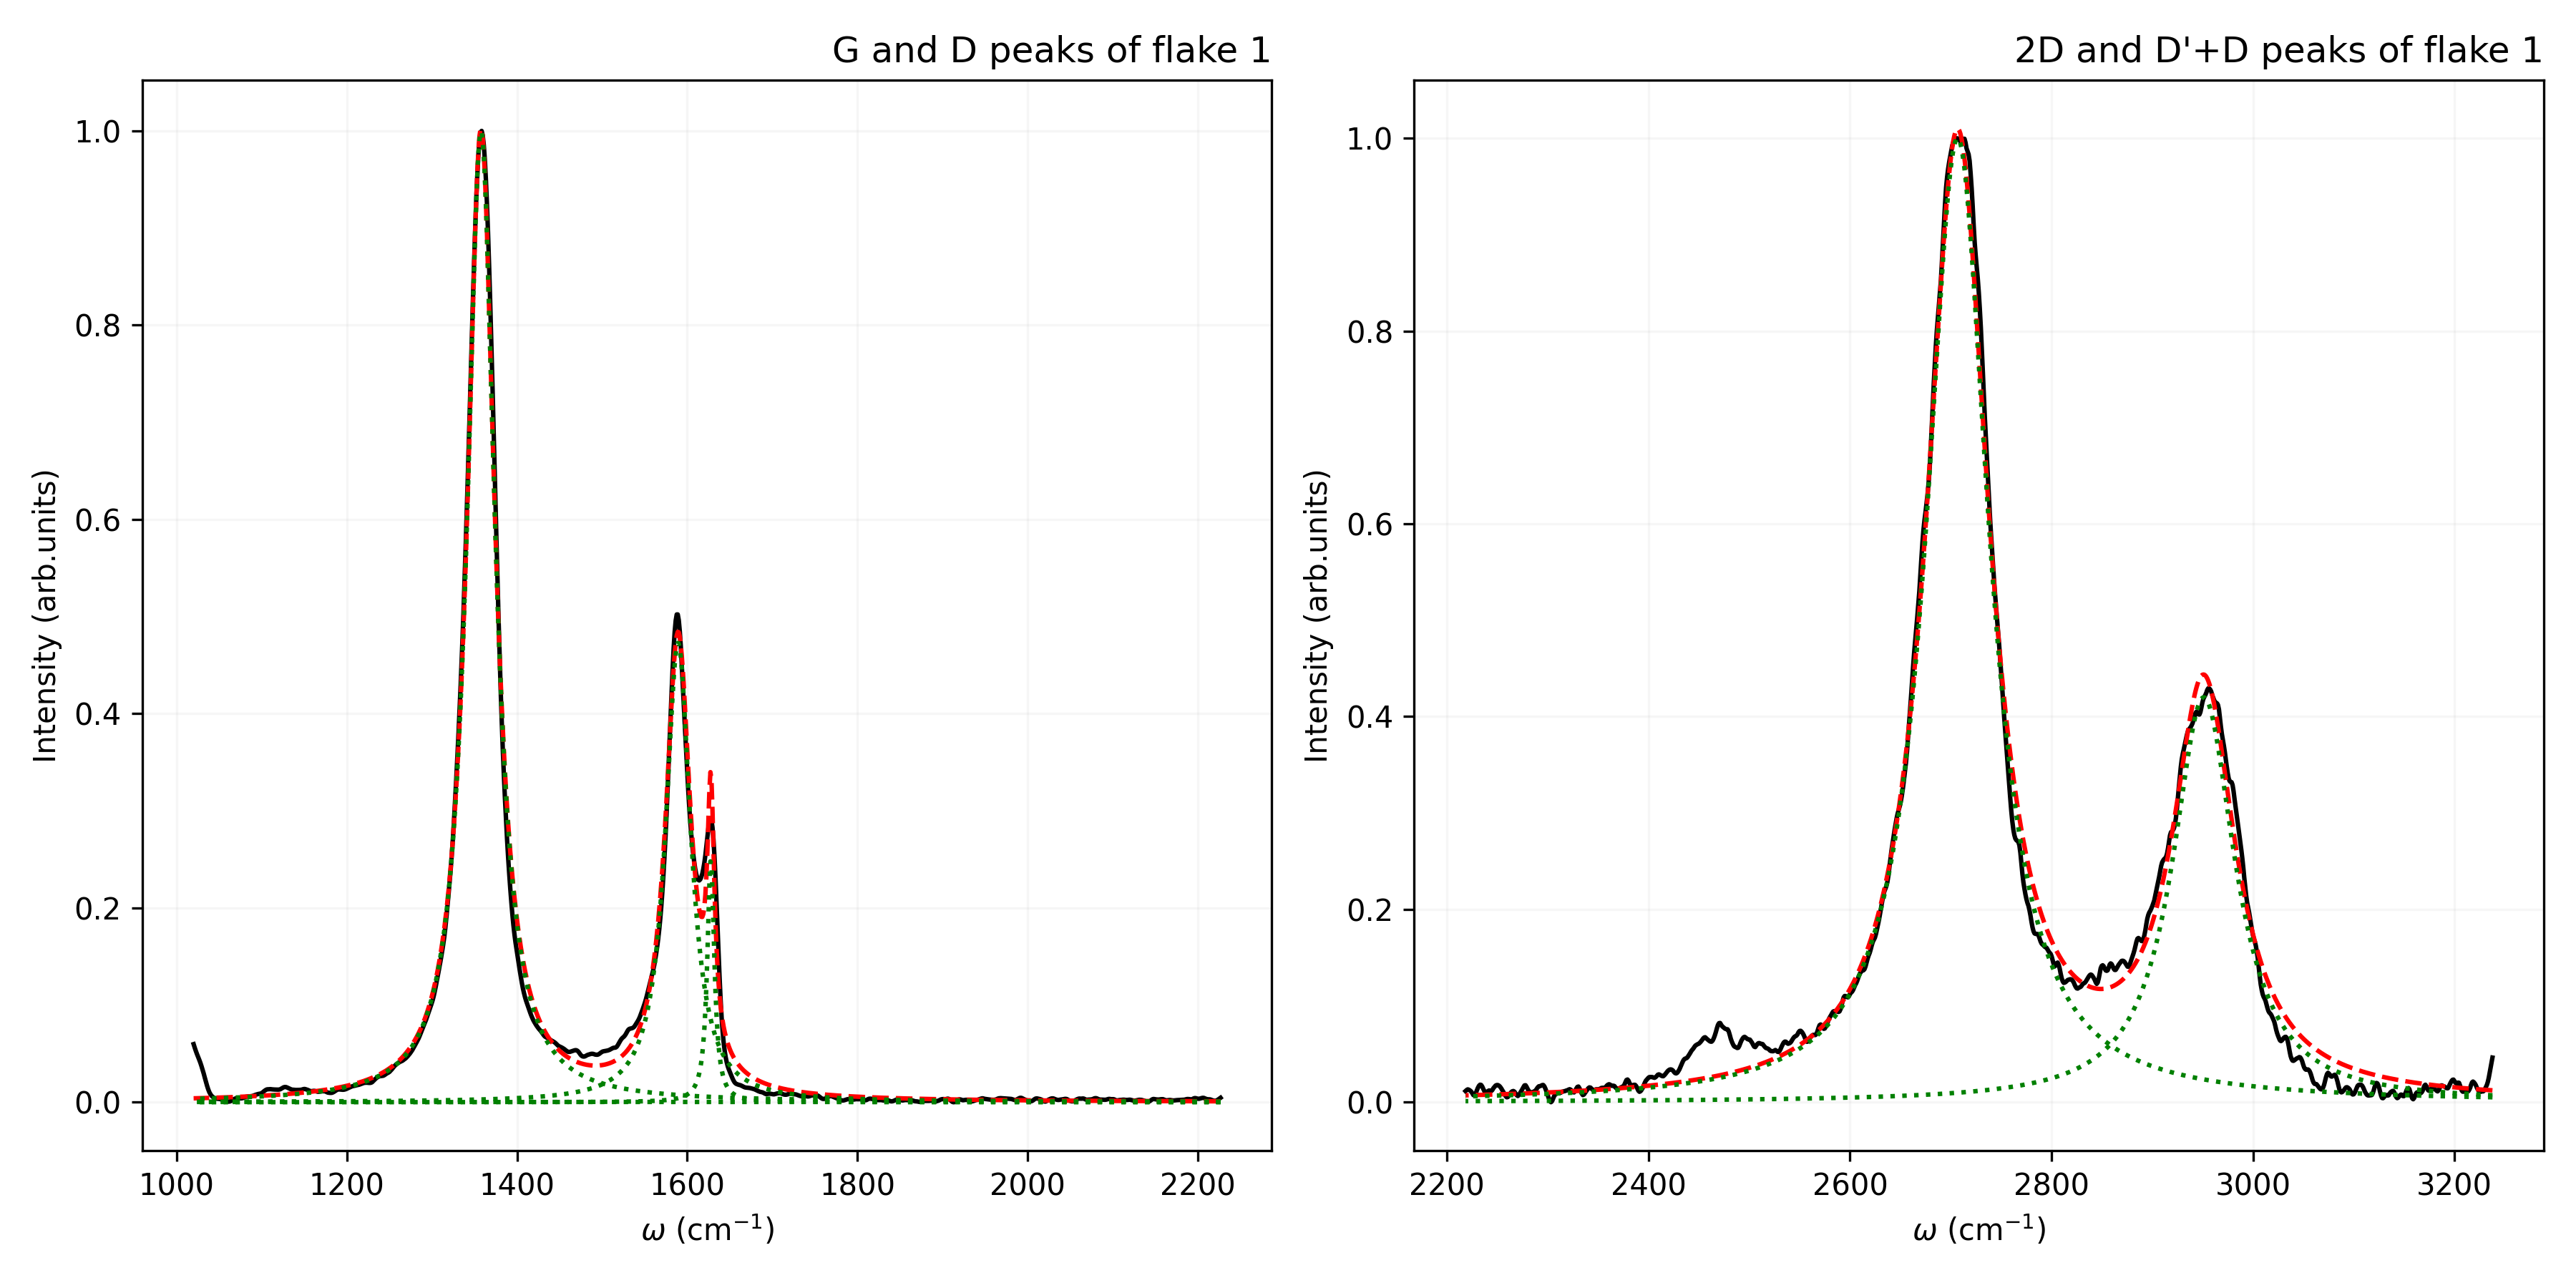 G and D peaks of flake 1
Intensity (arb.units)
1.0
0.8
0.6
0.4
0.2
0.0
1000 1200 1400 1600 1800 2000 2200
ω (cm⁻¹)
2D and D'+D peaks of flake 1
Intensity (arb.units)
1.0
0.8
0.6
0.4
0.2
0.0
2200 2400 2600 2800 3000 3200
ω (cm⁻¹)